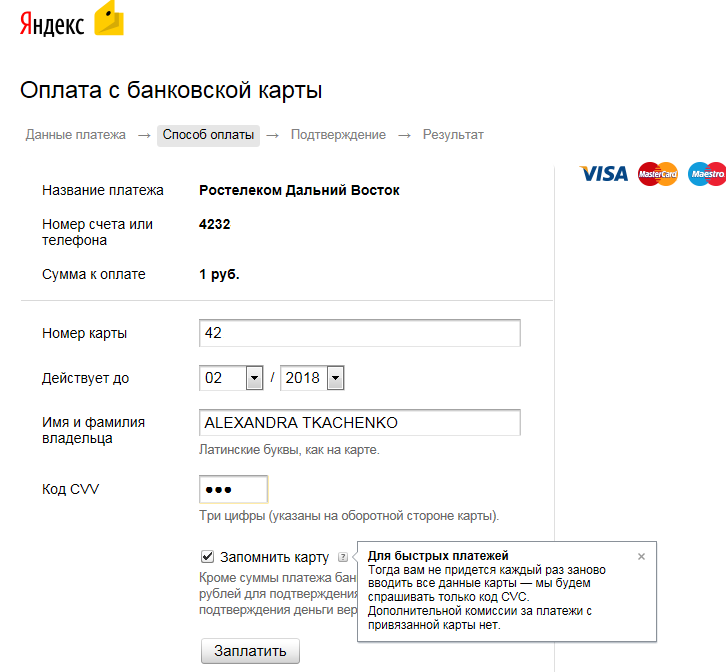 Яндекс
Оплата с банковской карты
Данные платежа → Способ оплаты → Подтверждение → Результат
VISA MasterCard Maestro
Название платежа Ростелеком Дальний Восток
Номер счета или
телефона
4232
Сумма к оплате 1 руб.
Номер карты 42
Действует до 02 / 2018
Имя и фамилия
владельца
ALEXANDRA TKACHENKO
Латинские буквы, как на карте.
Код CVV ●●●
Три цифры (указаны на оборотной стороне карты).
Запомнить карту ?
Кроме суммы платежа бан
рублей для подтверждения
подтверждения деньги вер
Для быстрых платежей ×
Тогда вам не придется каждый раз заново
вводить все данные карты — мы будем
спрашивать только код CVC.
Дополнительной комиссии за платежи с
привязанной карты нет.
Заплатить